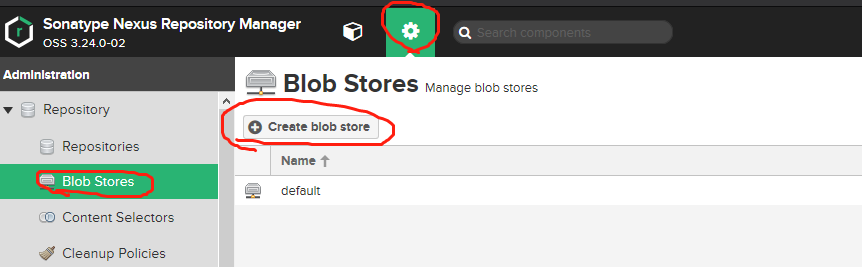 Sonatype Nexus Repository Manager
OSS 3.24.0-02
Search components
Administration
Repository
Repositories
Blob Stores
Content Selectors
Cleanup Policies
Blob Stores Manage blob stores
Create blob store
Name
default